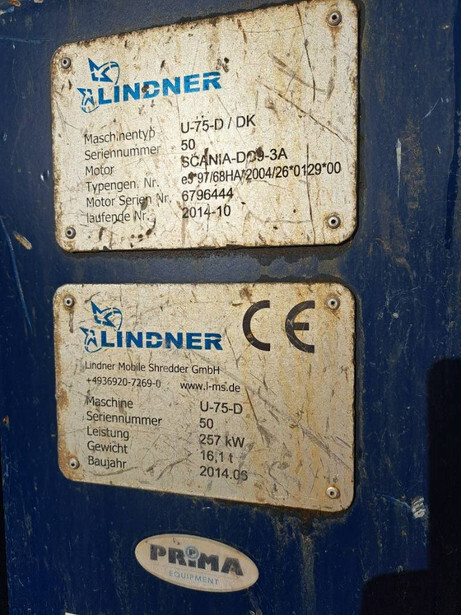 LINDNER
Maschinentyp U-75-D / DK
Seriennummer 50
Motor SCANIA-DC9-3A
Typengen. Nr. e3*97/68HA*2004/26*0129*00
Motor Serien Nr. 6796444
laufende Nr. 2014-10
LINDNER CE
Lindner Mobile Shredder GmbH
+4936920-7269-0 www.l-ms.de
Maschine U-75-D
Seriennummer 50
Leistung 257 kW
Gewicht 16,1 t
Baujahr 2014.06
PRIMA
EQUIPMENT